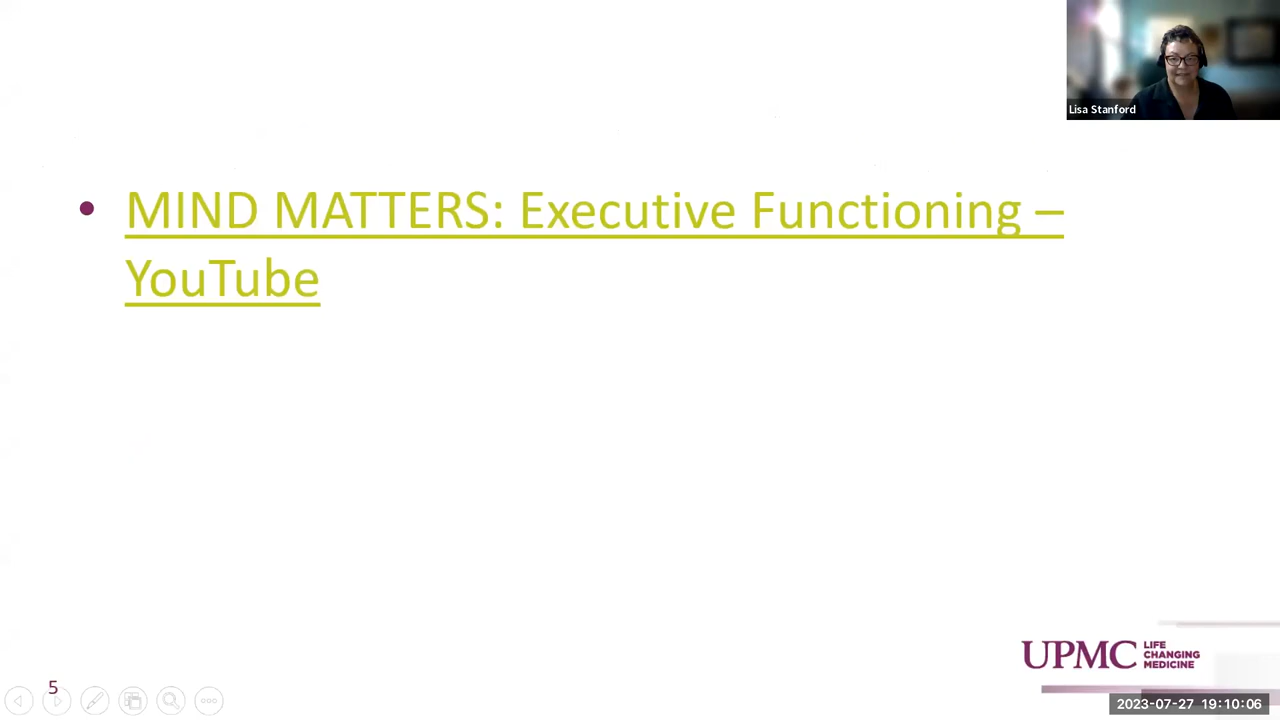 Lisa Stanford
• MIND MATTERS: Executive Functioning –
YouTube
UPMC LIFE
CHANGING
MEDICINE
5
2023-07-27 19:10:06